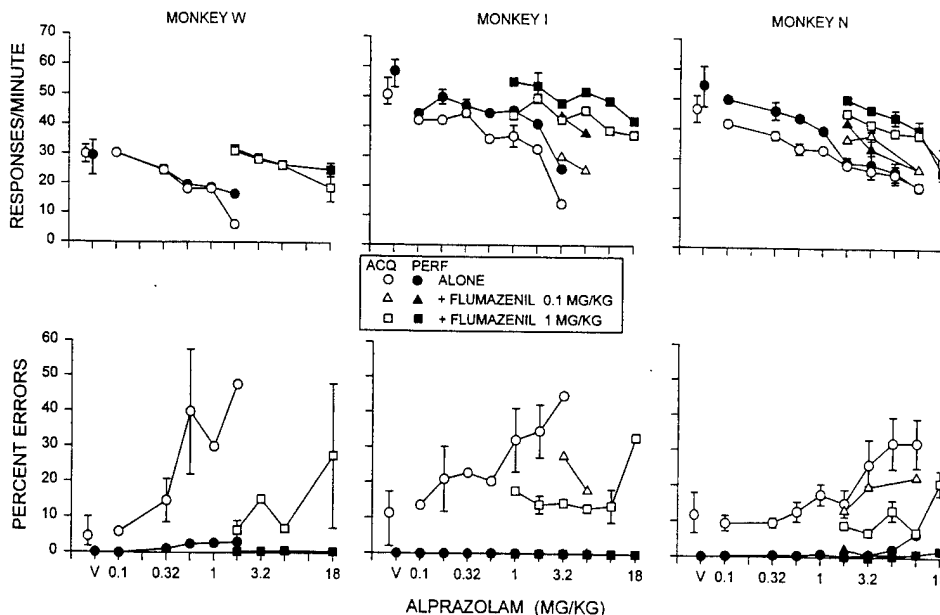 MONKEY W
MONKEY I
MONKEY N
RESPONSES/MINUTE
70
60
50
40
30
20
10
0
ACQ PERF
ALONE
+ FLUMAZENIL 0.1 MG/KG
+ FLUMAZENIL 1 MG/KG
PERCENT ERRORS
60
50
40
30
20
10
0
V 0.1 0.32 1 3.2 18
V 0.1 0.32 1 3.2 18
V 0.1 0.32 1 3.2 1
ALPRAZOLAM (MG/KG)